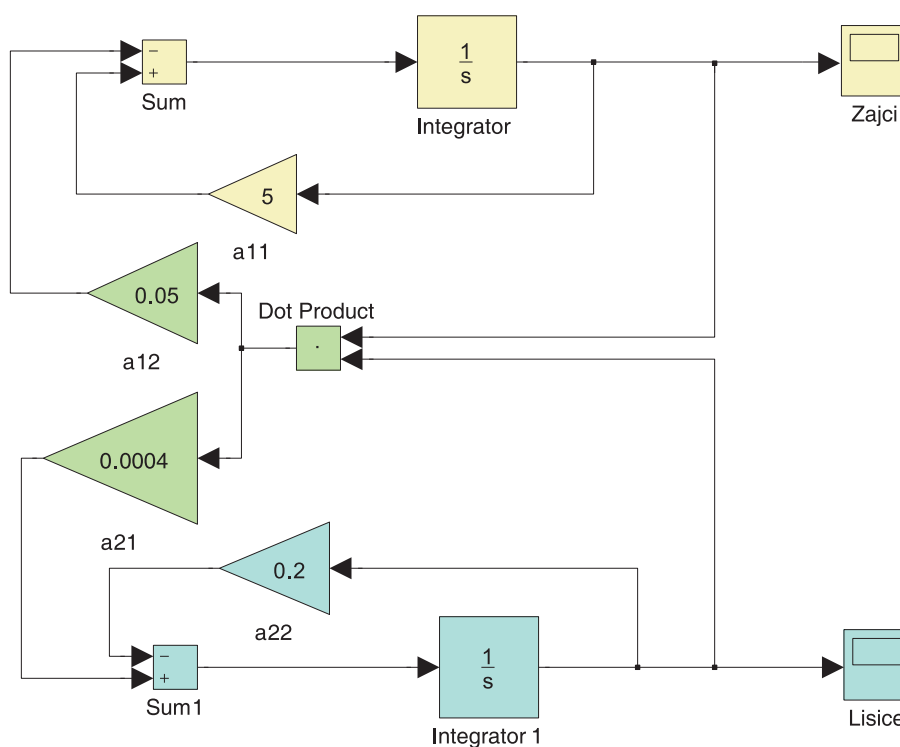 −
+
Sum
1
s
Integrator
Zajci
5
a11
0.05
a12
Dot Product
·
0.0004
a21
0.2
a22
−
+
Sum1
1
s
Integrator 1
Lisice